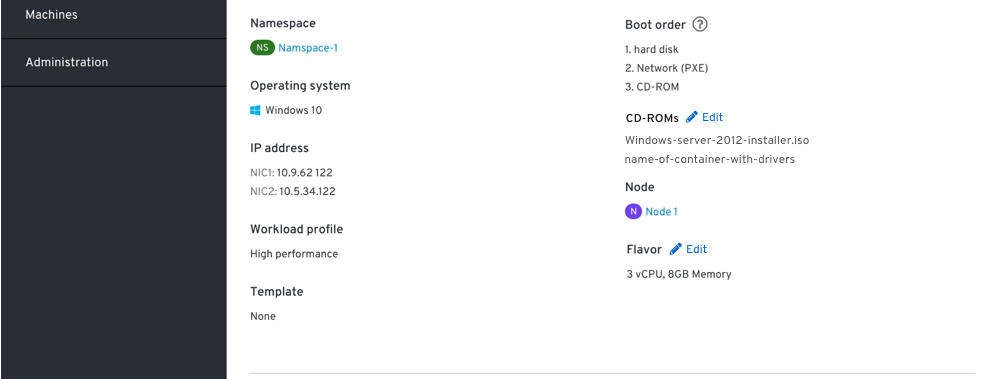 Machines
Administration
Namespace
NS Namspace-1
Operating system
Windows 10
IP address
NIC1: 10.9.62 122
NIC2: 10.5.34.122
Workload profile
High performance
Template
None
Boot order ?
1. hard disk
2. Network (PXE)
3. CD-ROM
CD-ROMs Edit
Windows-server-2012-installer.iso
name-of-container-with-drivers
Node
N Node 1
Flavor Edit
3 vCPU, 8GB Memory